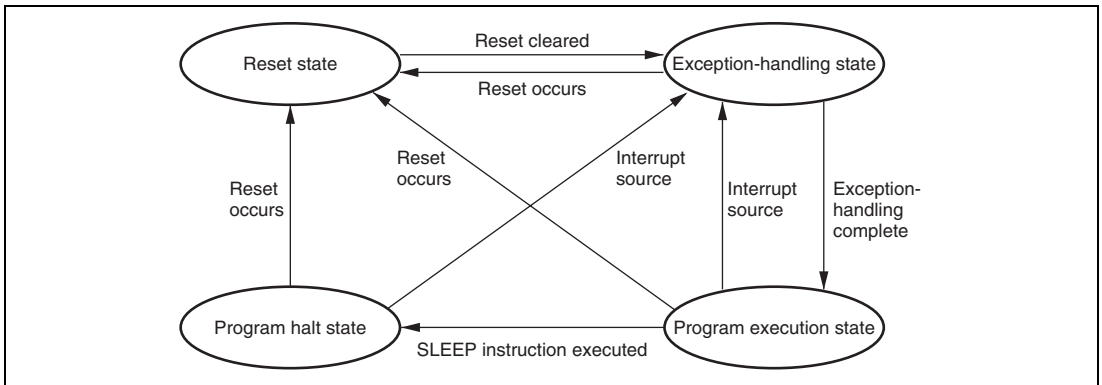 Reset cleared
Reset state
Exception-handling state
Reset occurs
Reset
occurs
Interrupt
source
Reset
occurs
Interrupt
source
Exception-
handling
complete
Program halt state
Program execution state
SLEEP instruction executed